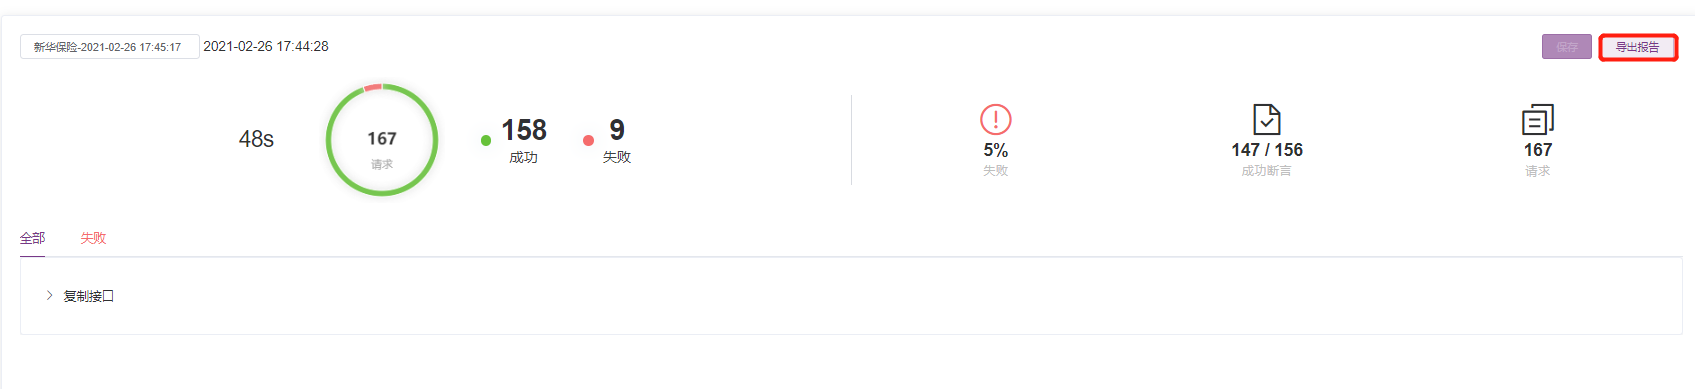 新华保险-2021-02-26 17:45:17 2021-02-26 17:44:28
保存 导出报告
48s
167
请求
158
成功
9
失败
5%
失败
147 / 156
成功断言
167
请求
全部 失败
复制接口